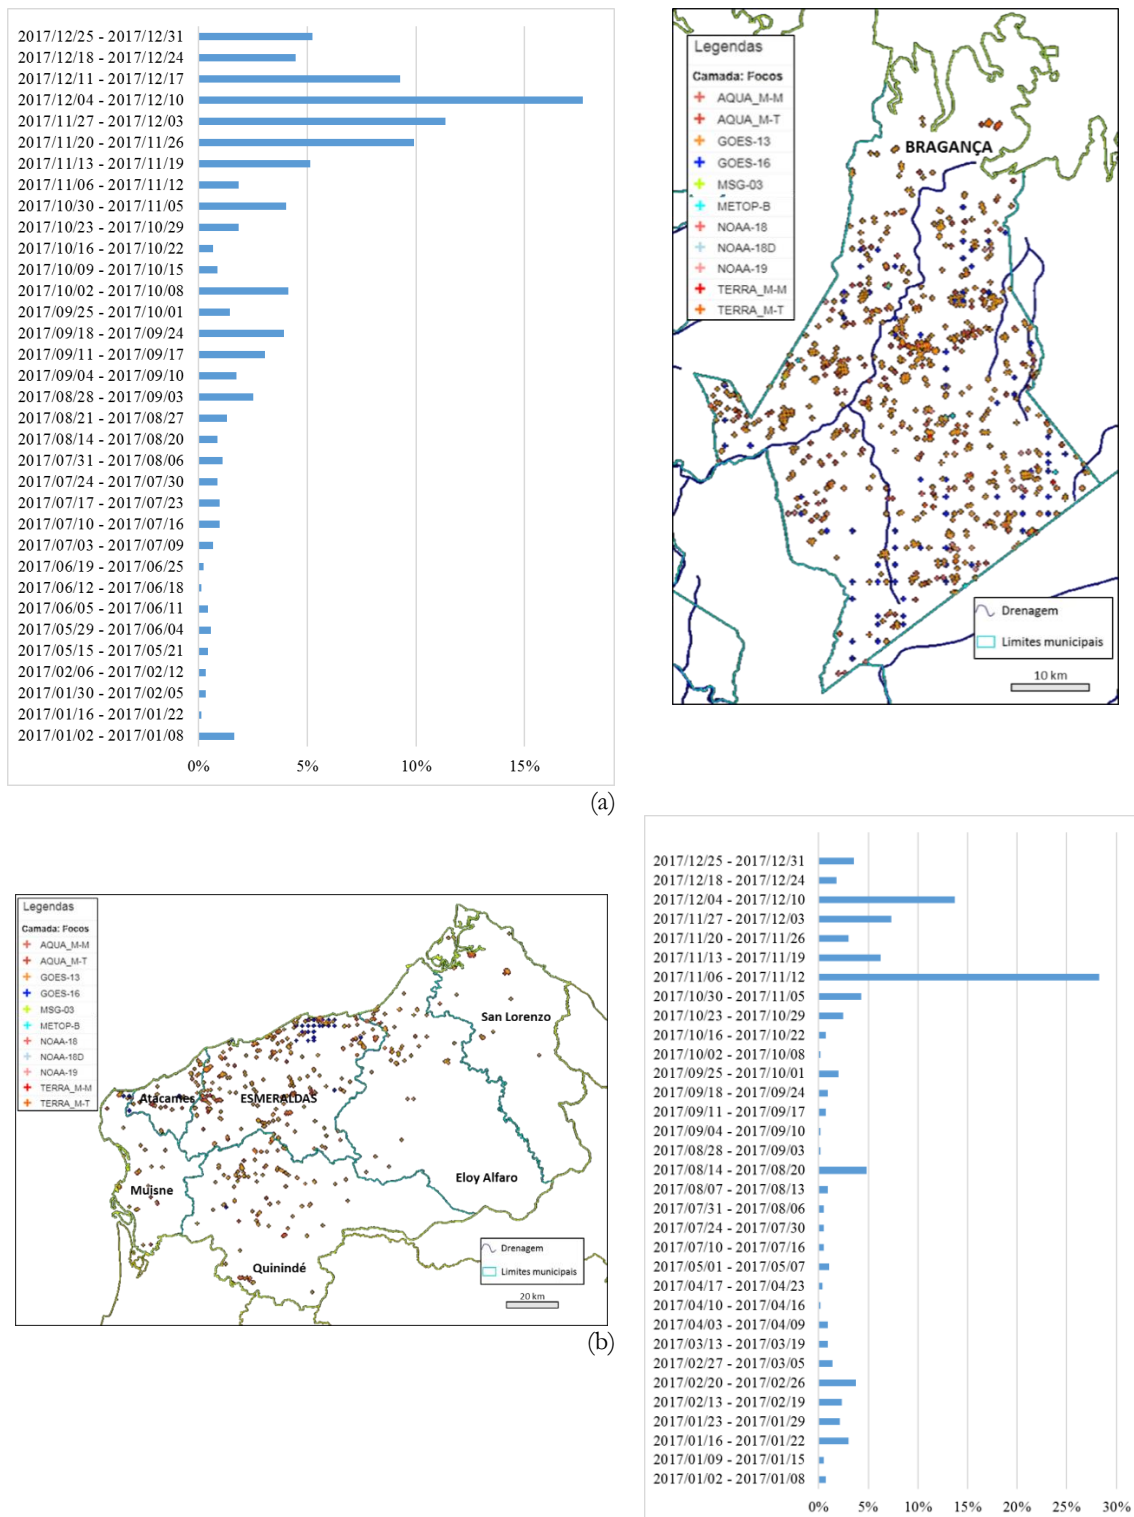 2017/12/25 - 2017/12/31
2017/12/18 - 2017/12/24
2017/12/11 - 2017/12/17
2017/12/04 - 2017/12/10
2017/11/27 - 2017/12/03
2017/11/20 - 2017/11/26
2017/11/13 - 2017/11/19
2017/11/06 - 2017/11/12
2017/10/30 - 2017/11/05
2017/10/23 - 2017/10/29
2017/10/16 - 2017/10/22
2017/10/09 - 2017/10/15
2017/10/02 - 2017/10/08
2017/09/25 - 2017/10/01
2017/09/18 - 2017/09/24
2017/09/11 - 2017/09/17
2017/09/04 - 2017/09/10
2017/08/28 - 2017/09/03
2017/08/21 - 2017/08/27
2017/08/14 - 2017/08/20
2017/07/31 - 2017/08/06
2017/07/24 - 2017/07/30
2017/07/17 - 2017/07/23
2017/07/10 - 2017/07/16
2017/07/03 - 2017/07/09
2017/06/19 - 2017/06/25
2017/06/12 - 2017/06/18
2017/06/05 - 2017/06/11
2017/05/29 - 2017/06/04
2017/05/15 - 2017/05/21
2017/02/06 - 2017/02/12
2017/01/30 - 2017/02/05
2017/01/16 - 2017/01/22
2017/01/02 - 2017/01/08
0% 5% 10% 15%
Legendas
Camada: Focos
AQUA_M-M
AQUA_M-T
GOES-13
GOES-16
MSG-03
METOP-B
NOAA-18
NOAA-18D
NOAA-19
TERRA_M-M
TERRA_M-T
BRAGANÇA
Drenagem
Limites municipais
10 km
(a)
Legendas
Camada: Focos
AQUA_M-M
AQUA_M-T
GOES-13
GOES-16
MSG-03
METOP-B
NOAA-18
NOAA-18D
NOAA-19
TERRA_M-M
TERRA_M-T
San Lorenzo
Atacames
ESMERALDAS
Eloy Alfaro
Muisne
Quinindé
Drenagem
Limites municipais
20 km
(b)
2017/12/25 - 2017/12/31
2017/12/18 - 2017/12/24
2017/12/04 - 2017/12/10
2017/11/27 - 2017/12/03
2017/11/20 - 2017/11/26
2017/11/13 - 2017/11/19
2017/11/06 - 2017/11/12
2017/10/30 - 2017/11/05
2017/10/23 - 2017/10/29
2017/10/16 - 2017/10/22
2017/10/02 - 2017/10/08
2017/09/25 - 2017/10/01
2017/09/18 - 2017/09/24
2017/09/11 - 2017/09/17
2017/09/04 - 2017/09/10
2017/08/28 - 2017/09/03
2017/08/14 - 2017/08/20
2017/08/07 - 2017/08/13
2017/07/31 - 2017/08/06
2017/07/24 - 2017/07/30
2017/07/10 - 2017/07/16
2017/05/01 - 2017/05/07
2017/04/17 - 2017/04/23
2017/04/10 - 2017/04/16
2017/04/03 - 2017/04/09
2017/03/13 - 2017/03/19
2017/02/27 - 2017/03/05
2017/02/20 - 2017/02/26
2017/02/13 - 2017/02/19
2017/01/23 - 2017/01/29
2017/01/16 - 2017/01/22
2017/01/09 - 2017/01/15
2017/01/02 - 2017/01/08
0% 5% 10% 15% 20% 25% 30%